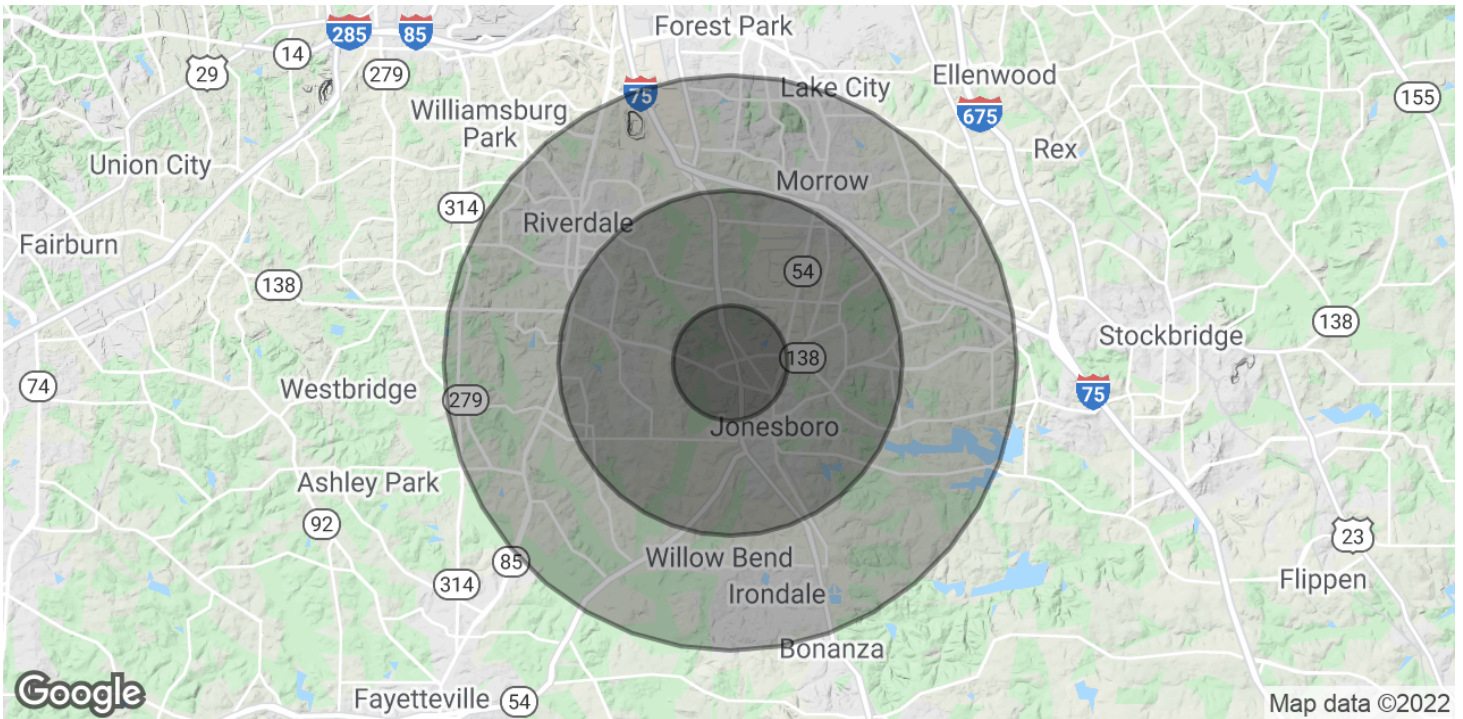 Forest Park
285
85
14
29
279
75
Lake City
Ellenwood
155
Williamsburg
Park
675
Union City
Rex
Morrow
314
Riverdale
Fairburn
54
138
138
Stockbridge
138
74
Westbridge
279
75
Jonesboro
Ashley Park
92
23
Willow Bend
85
314
Flippen
Irondale
Bonanza
Google
Fayetteville
54
Map data ©2022